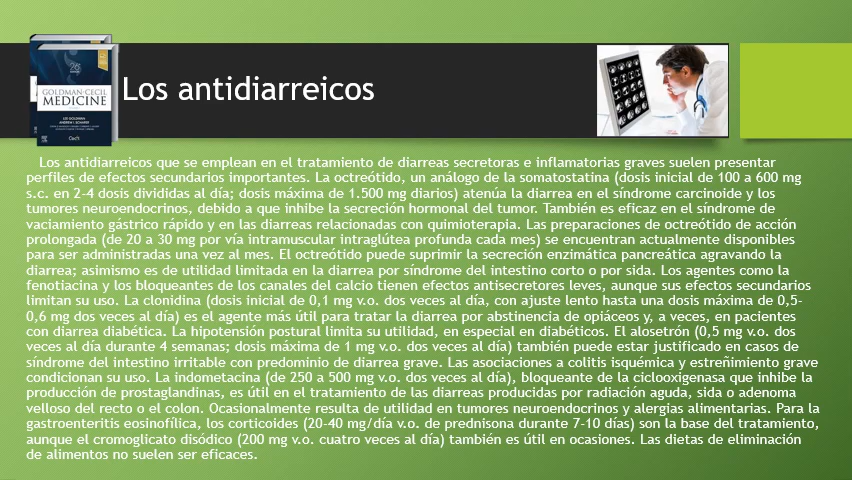 GOLDMAN-CECIL
MEDICINE
LEE GOLDMAN
ANDREW I. SCHAFER
Los antidiarreicos
Los antidiarreicos que se emplean en el tratamiento de diarreas secretoras e inflamatorias graves suelen presentar
perfiles de efectos secundarios importantes. La octreótido, un análogo de la somatostatina (dosis inicial de 100 a 600 mg
s.c. en 2-4 dosis divididas al día; dosis máxima de 1.500 mg diarios) atenúa la diarrea en el síndrome carcinoide y los
tumores neuroendocrinos, debido a que inhibe la secreción hormonal del tumor. También es eficaz en el síndrome de
vaciamiento gástrico rápido y en las diarreas relacionadas con quimioterapia. Las preparaciones de octreótido de acción
prolongada (de 20 a 30 mg por vía intramuscular intraglútea profunda cada mes) se encuentran actualmente disponibles
para ser administradas una vez al mes. El octreótido puede suprimir la secreción enzimática pancreática agravando la
diarrea; asimismo es de utilidad limitada en la diarrea por síndrome del intestino corto o por sida. Los agentes como la
fenotiacina y los bloqueantes de los canales del calcio tienen efectos antisecretores leves, aunque sus efectos secundarios
limitan su uso. La clonidina (dosis inicial de 0,1 mg v.o. dos veces al día, con ajuste lento hasta una dosis máxima de 0,5-
0,6 mg dos veces al día) es el agente más útil para tratar la diarrea por abstinencia de opiáceos y, a veces, en pacientes
con diarrea diabética. La hipotensión postural limita su utilidad, en especial en diabéticos. El alosetrón (0,5 mg v.o. dos
veces al día durante 4 semanas; dosis máxima de 1 mg v.o. dos veces al día) también puede estar justificado en casos de
síndrome del intestino irritable con predominio de diarrea grave. Las asociaciones a colitis isquémica y estreñimiento grave
condicionan su uso. La indometacina (de 250 a 500 mg v.o. dos veces al día), bloqueante de la ciclooxigenasa que inhibe la
producción de prostaglandinas, es útil en el tratamiento de las diarreas producidas por radiación aguda, sida o adenoma
velloso del recto o el colon. Ocasionalmente resulta de utilidad en tumores neuroendocrinos y alergias alimentarias. Para la
gastroenteritis eosinofílica, los corticoides (20-40 mg/día v.o. de prednisona durante 7-10 días) son la base del tratamiento,
aunque el cromoglicato disódico (200 mg v.o. cuatro veces al día) también es útil en ocasiones. Las dietas de eliminación
de alimentos no suelen ser eficaces.